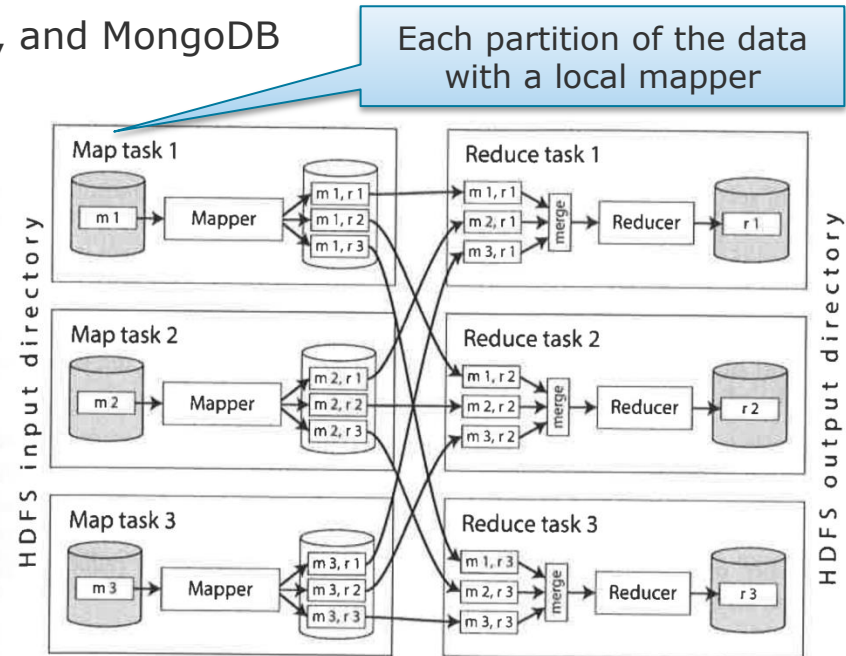 , and MongoDB
Each partition of the data
with a local mapper
HDFS input directory
Map task 1
m 1
Mapper
m 1, r 1
m 1, r 2
m 1, r 3
Map task 2
m 2
Mapper
m 2, r 1
m 2, r 2
m 2, r 3
Map task 3
m 3
Mapper
m 3, r 1
m 3, r 2
m 3, r 3
Reduce task 1
m 1, r 1
m 2, r 1
m 3, r 1
merge
Reducer
r 1
Reduce task 2
m 1, r 2
m 2, r 2
m 3, r 2
merge
Reducer
r 2
Reduce task 3
m 1, r 3
m 2, r 3
m 3, r 3
merge
Reducer
r 3
HDFS output directory